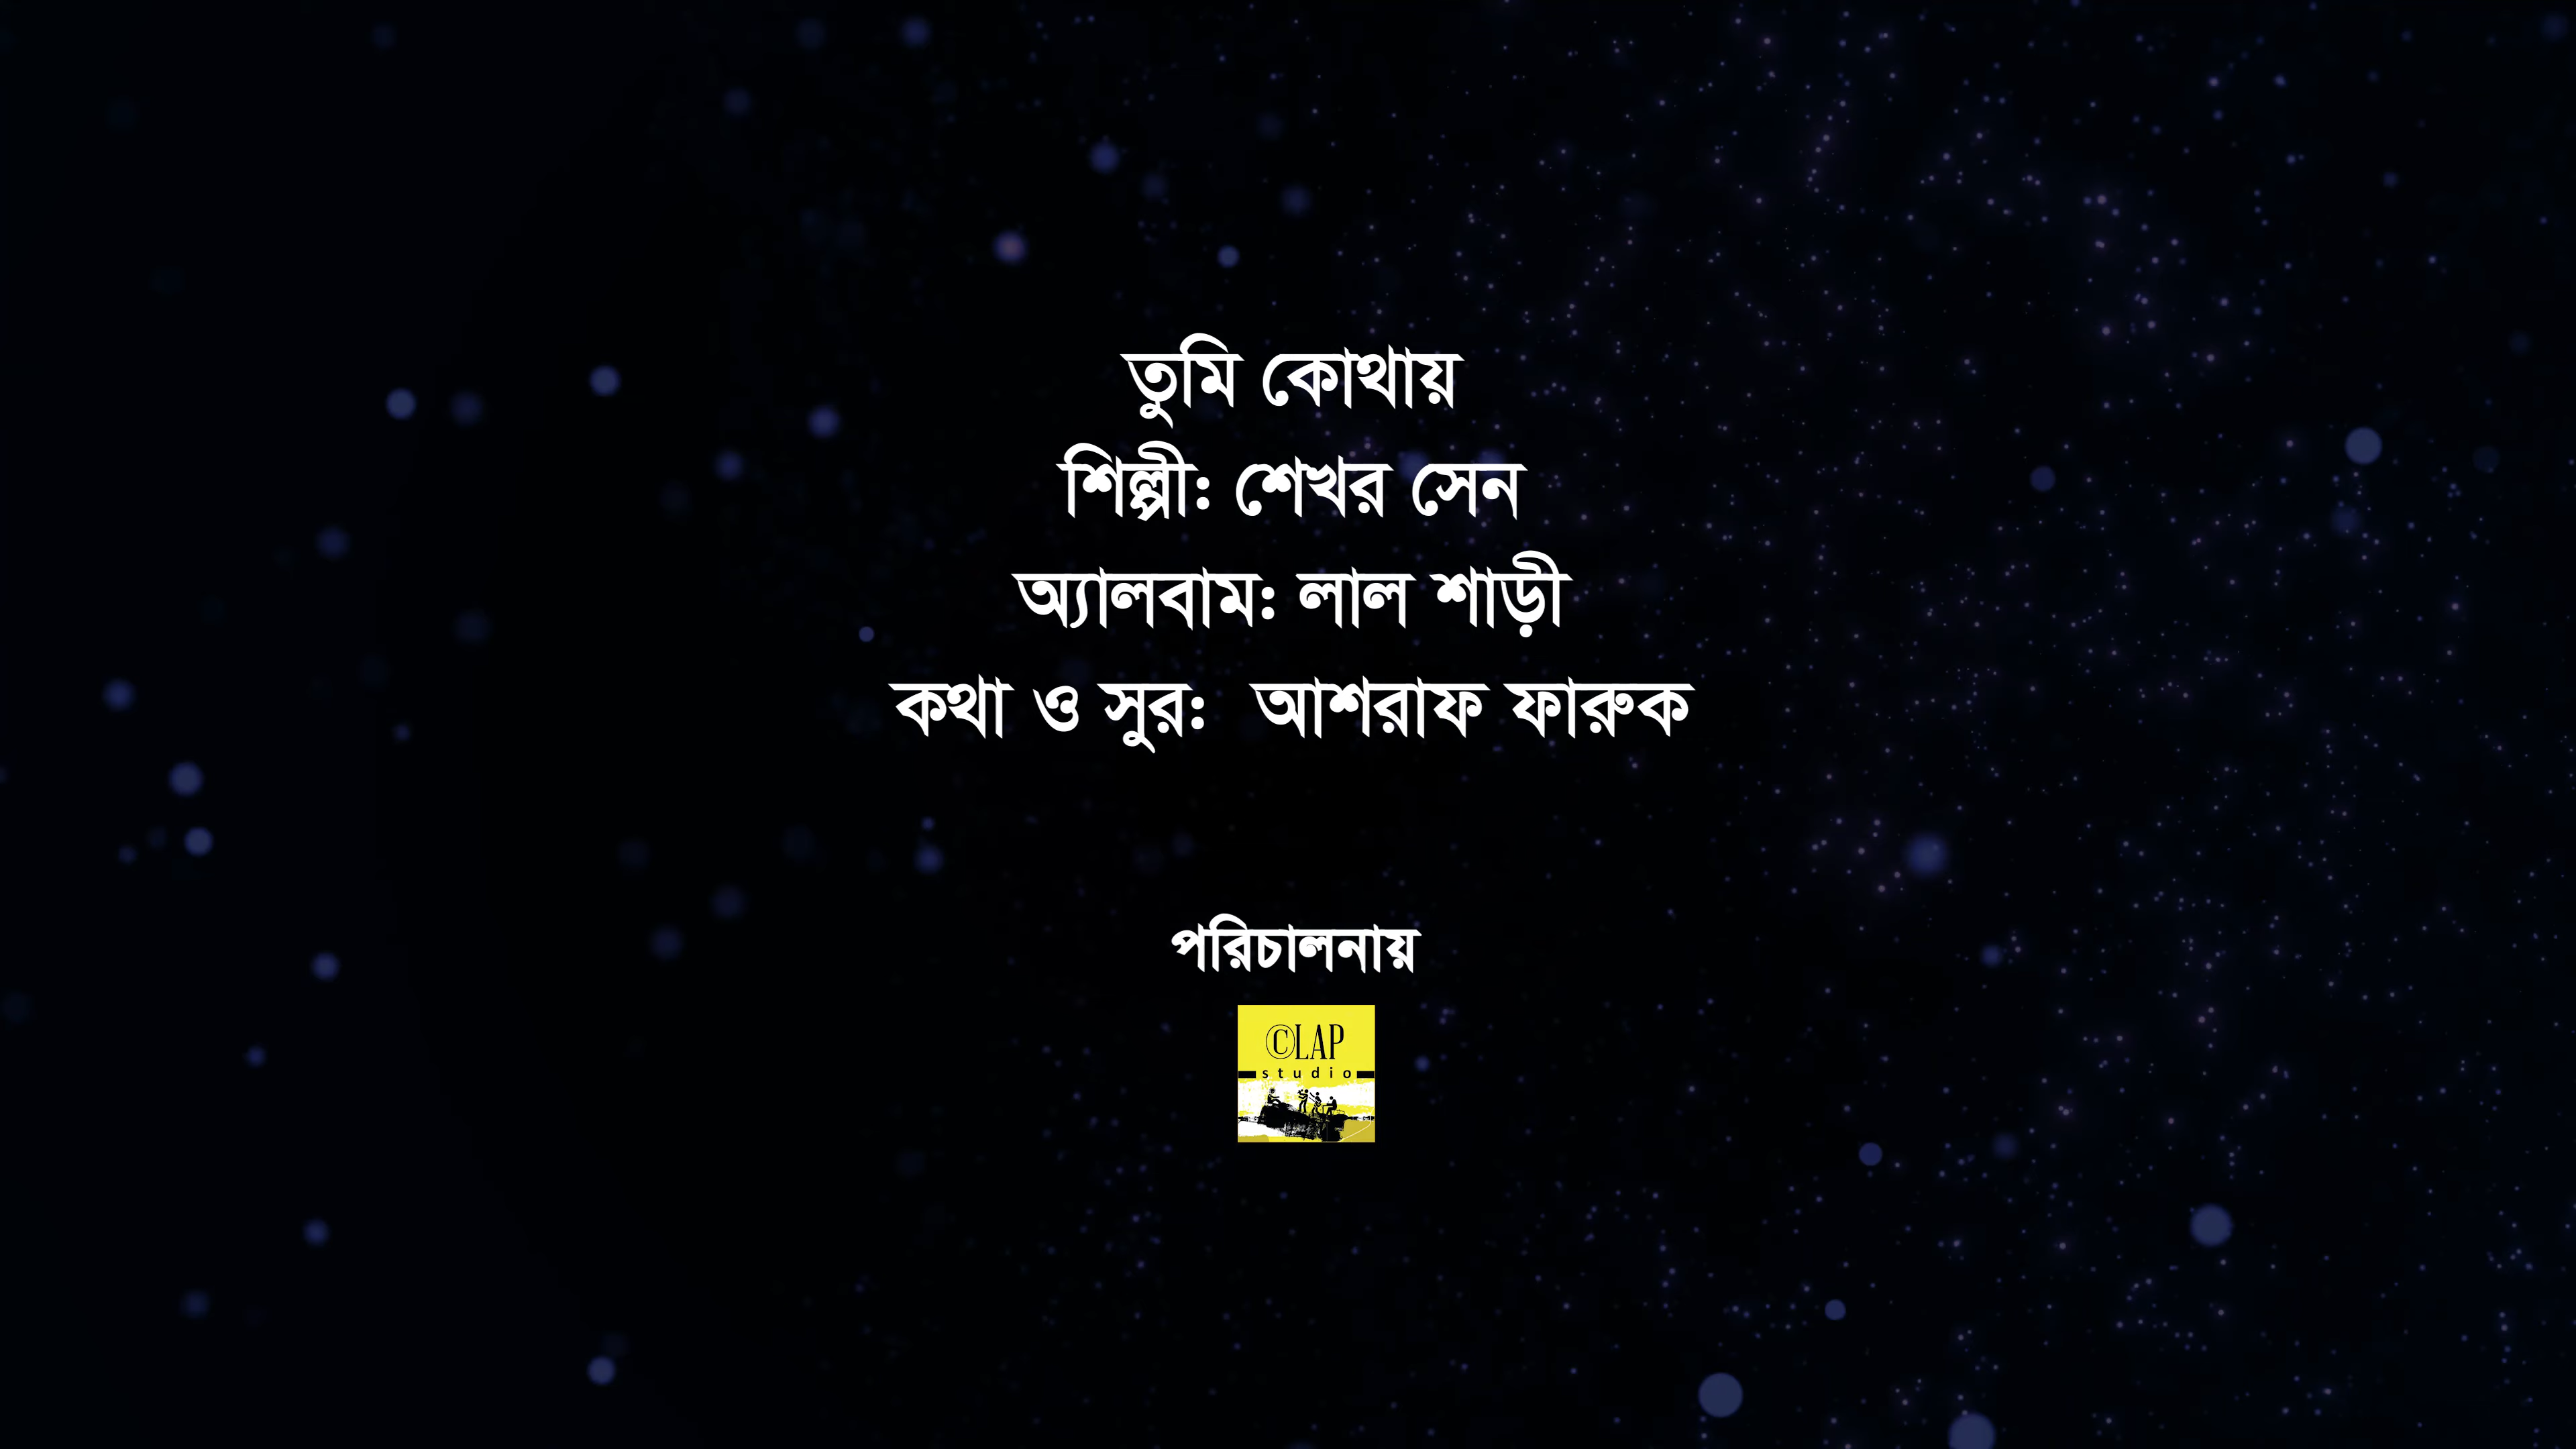 তুমি কোথায়
শিল্পী: শেখর সেন
অ্যালবাম: লাল শাড়ী
কথা ও সুর: আশরাফ ফারুক
পরিচালনায়
©LAP
studio